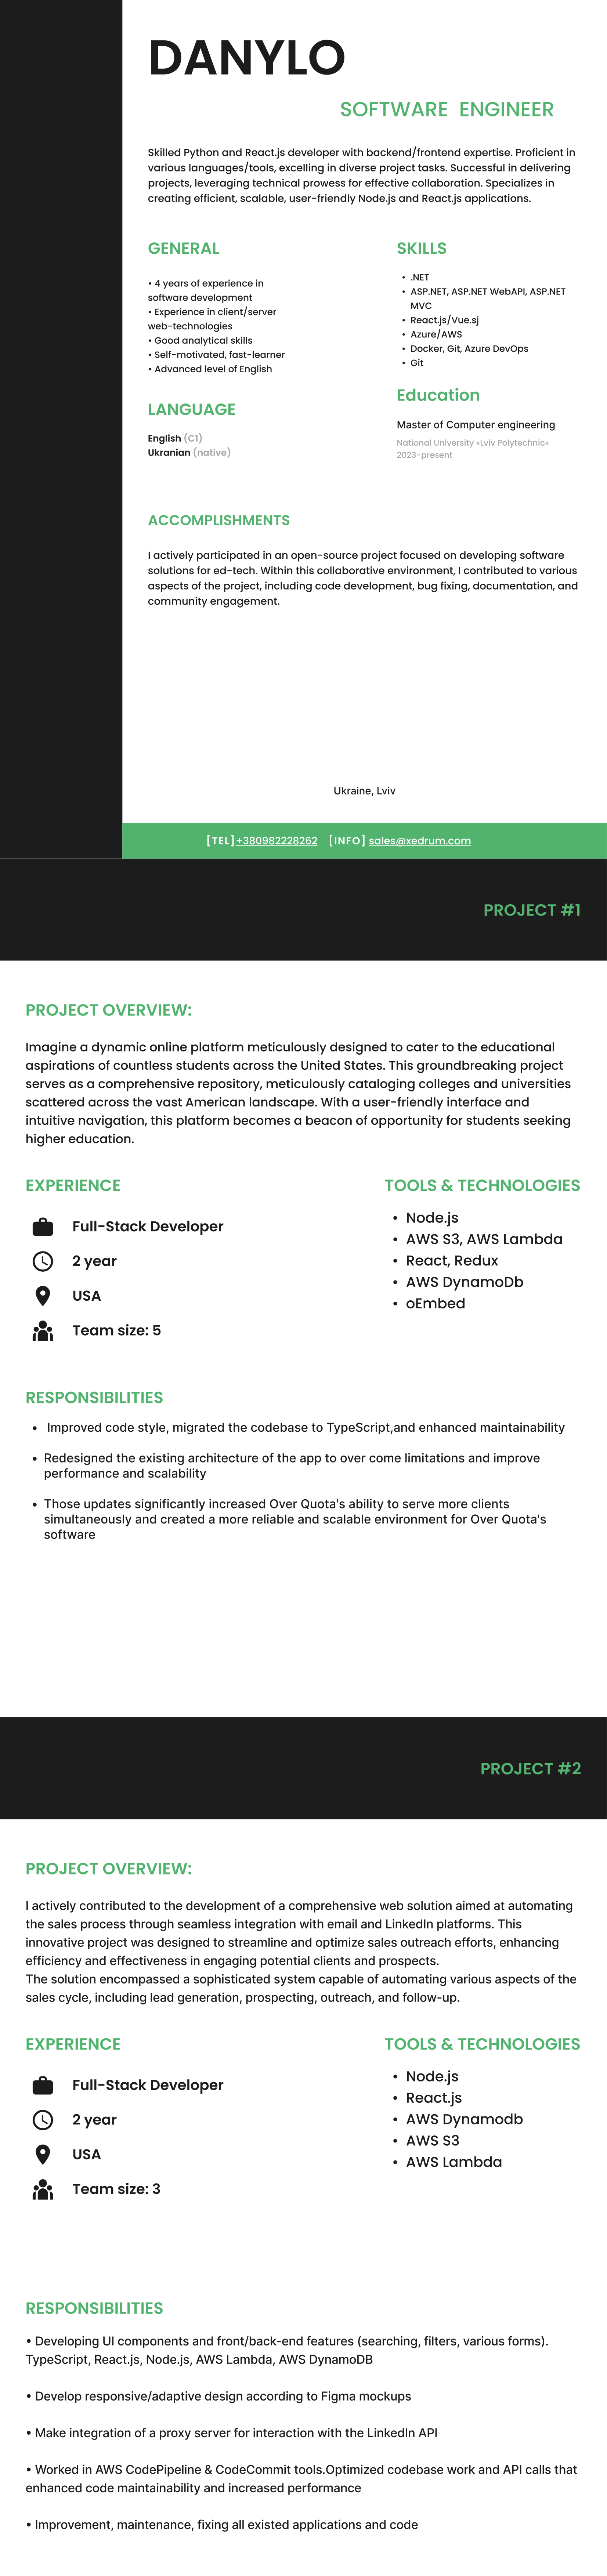 DANYLO
SOFTWARE ENGINEER
Skilled Python and React.js developer with backend/frontend expertise. Proficient in
various languages/tools, excelling in diverse project tasks. Successful in delivering
projects, leveraging technical prowess for effective collaboration. Specializes in
creating efficient, scalable, user-friendly Node.js and React.js applications.
GENERAL
• 4 years of experience in
software development
• Experience in client/server
web-technologies
• Good analytical skills
• Self-motivated, fast-learner
• Advanced level of English
LANGUAGE
English (C1)
Ukranian (native)
SKILLS
• .NET
• ASP.NET, ASP.NET WebAPI, ASP.NET
MVC
• React.js/Vue.sj
• Azure/AWS
• Docker, Git, Azure DevOps
• Git
Education
Master of Computer engineering
National University «Lviv Polytechnic»
2023-present
ACCOMPLISHMENTS
I actively participated in an open-source project focused on developing software
solutions for ed-tech. Within this collaborative environment, I contributed to various
aspects of the project, including code development, bug fixing, documentation, and
community engagement.
Ukraine, Lviv
[TEL]+380982228262 [INFO] sales@xedrum.com
PROJECT #1
PROJECT OVERVIEW:
Imagine a dynamic online platform meticulously designed to cater to the educational
aspirations of countless students across the United States. This groundbreaking project
serves as a comprehensive repository, meticulously cataloging colleges and universities
scattered across the vast American landscape. With a user-friendly interface and
intuitive navigation, this platform becomes a beacon of opportunity for students seeking
higher education.
EXPERIENCE
Full-Stack Developer
2 year
USA
Team size: 5
TOOLS & TECHNOLOGIES
• Node.js
• AWS S3, AWS Lambda
• React, Redux
• AWS DynamoDb
• oEmbed
RESPONSIBILITIES
• Improved code style, migrated the codebase to TypeScript,and enhanced maintainability
• Redesigned the existing architecture of the app to over come limitations and improve
performance and scalability
• Those updates significantly increased Over Quota's ability to serve more clients
simultaneously and created a more reliable and scalable environment for Over Quota's
software
PROJECT #2
PROJECT OVERVIEW:
I actively contributed to the development of a comprehensive web solution aimed at automating
the sales process through seamless integration with email and LinkedIn platforms. This
innovative project was designed to streamline and optimize sales outreach efforts, enhancing
efficiency and effectiveness in engaging potential clients and prospects.
The solution encompassed a sophisticated system capable of automating various aspects of the
sales cycle, including lead generation, prospecting, outreach, and follow-up.
EXPERIENCE
Full-Stack Developer
2 year
USA
Team size: 3
TOOLS & TECHNOLOGIES
• Node.js
• React.js
• AWS Dynamodb
• AWS S3
• AWS Lambda
RESPONSIBILITIES
• Developing UI components and front/back-end features (searching, filters, various forms).
TypeScript, React.js, Node.js, AWS Lambda, AWS DynamoDB
• Develop responsive/adaptive design according to Figma mockups
• Make integration of a proxy server for interaction with the LinkedIn API
• Worked in AWS CodePipeline & CodeCommit tools.Optimized codebase work and API calls that
enhanced code maintainability and increased performance
• Improvement, maintenance, fixing all existed applications and code